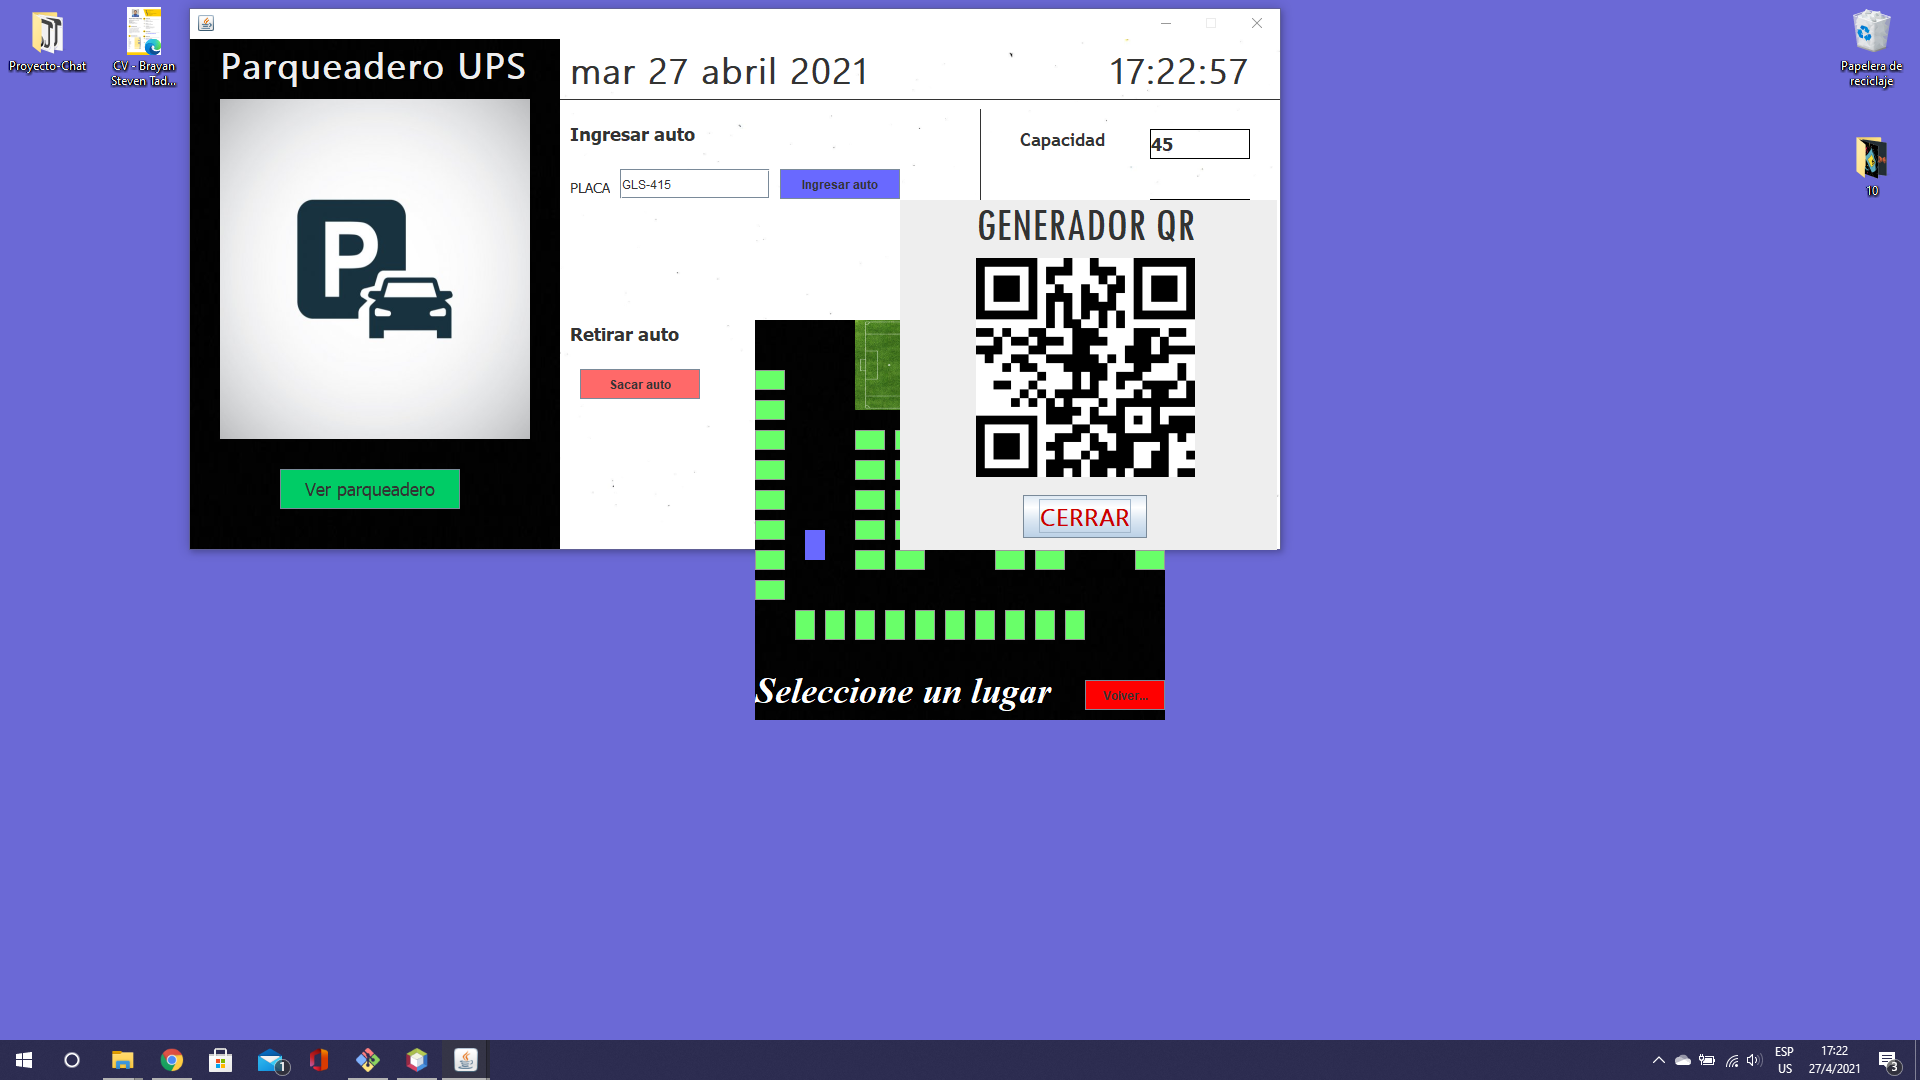 Proyecto-Chat
CV - Brayan
Steven Tad...
Papelera de
reciclaje
10
Parqueadero UPS
P
Ver parqueadero
mar 27 abril 2021
17:22:57
Ingresar auto
PLACA
GLS-415
Ingresar auto
Capacidad
45
Retirar auto
Sacar auto
GENERADOR QR
CERRAR
Seleccione un lugar
Volver...
1
ESP
US
17:22
27/4/2021
3